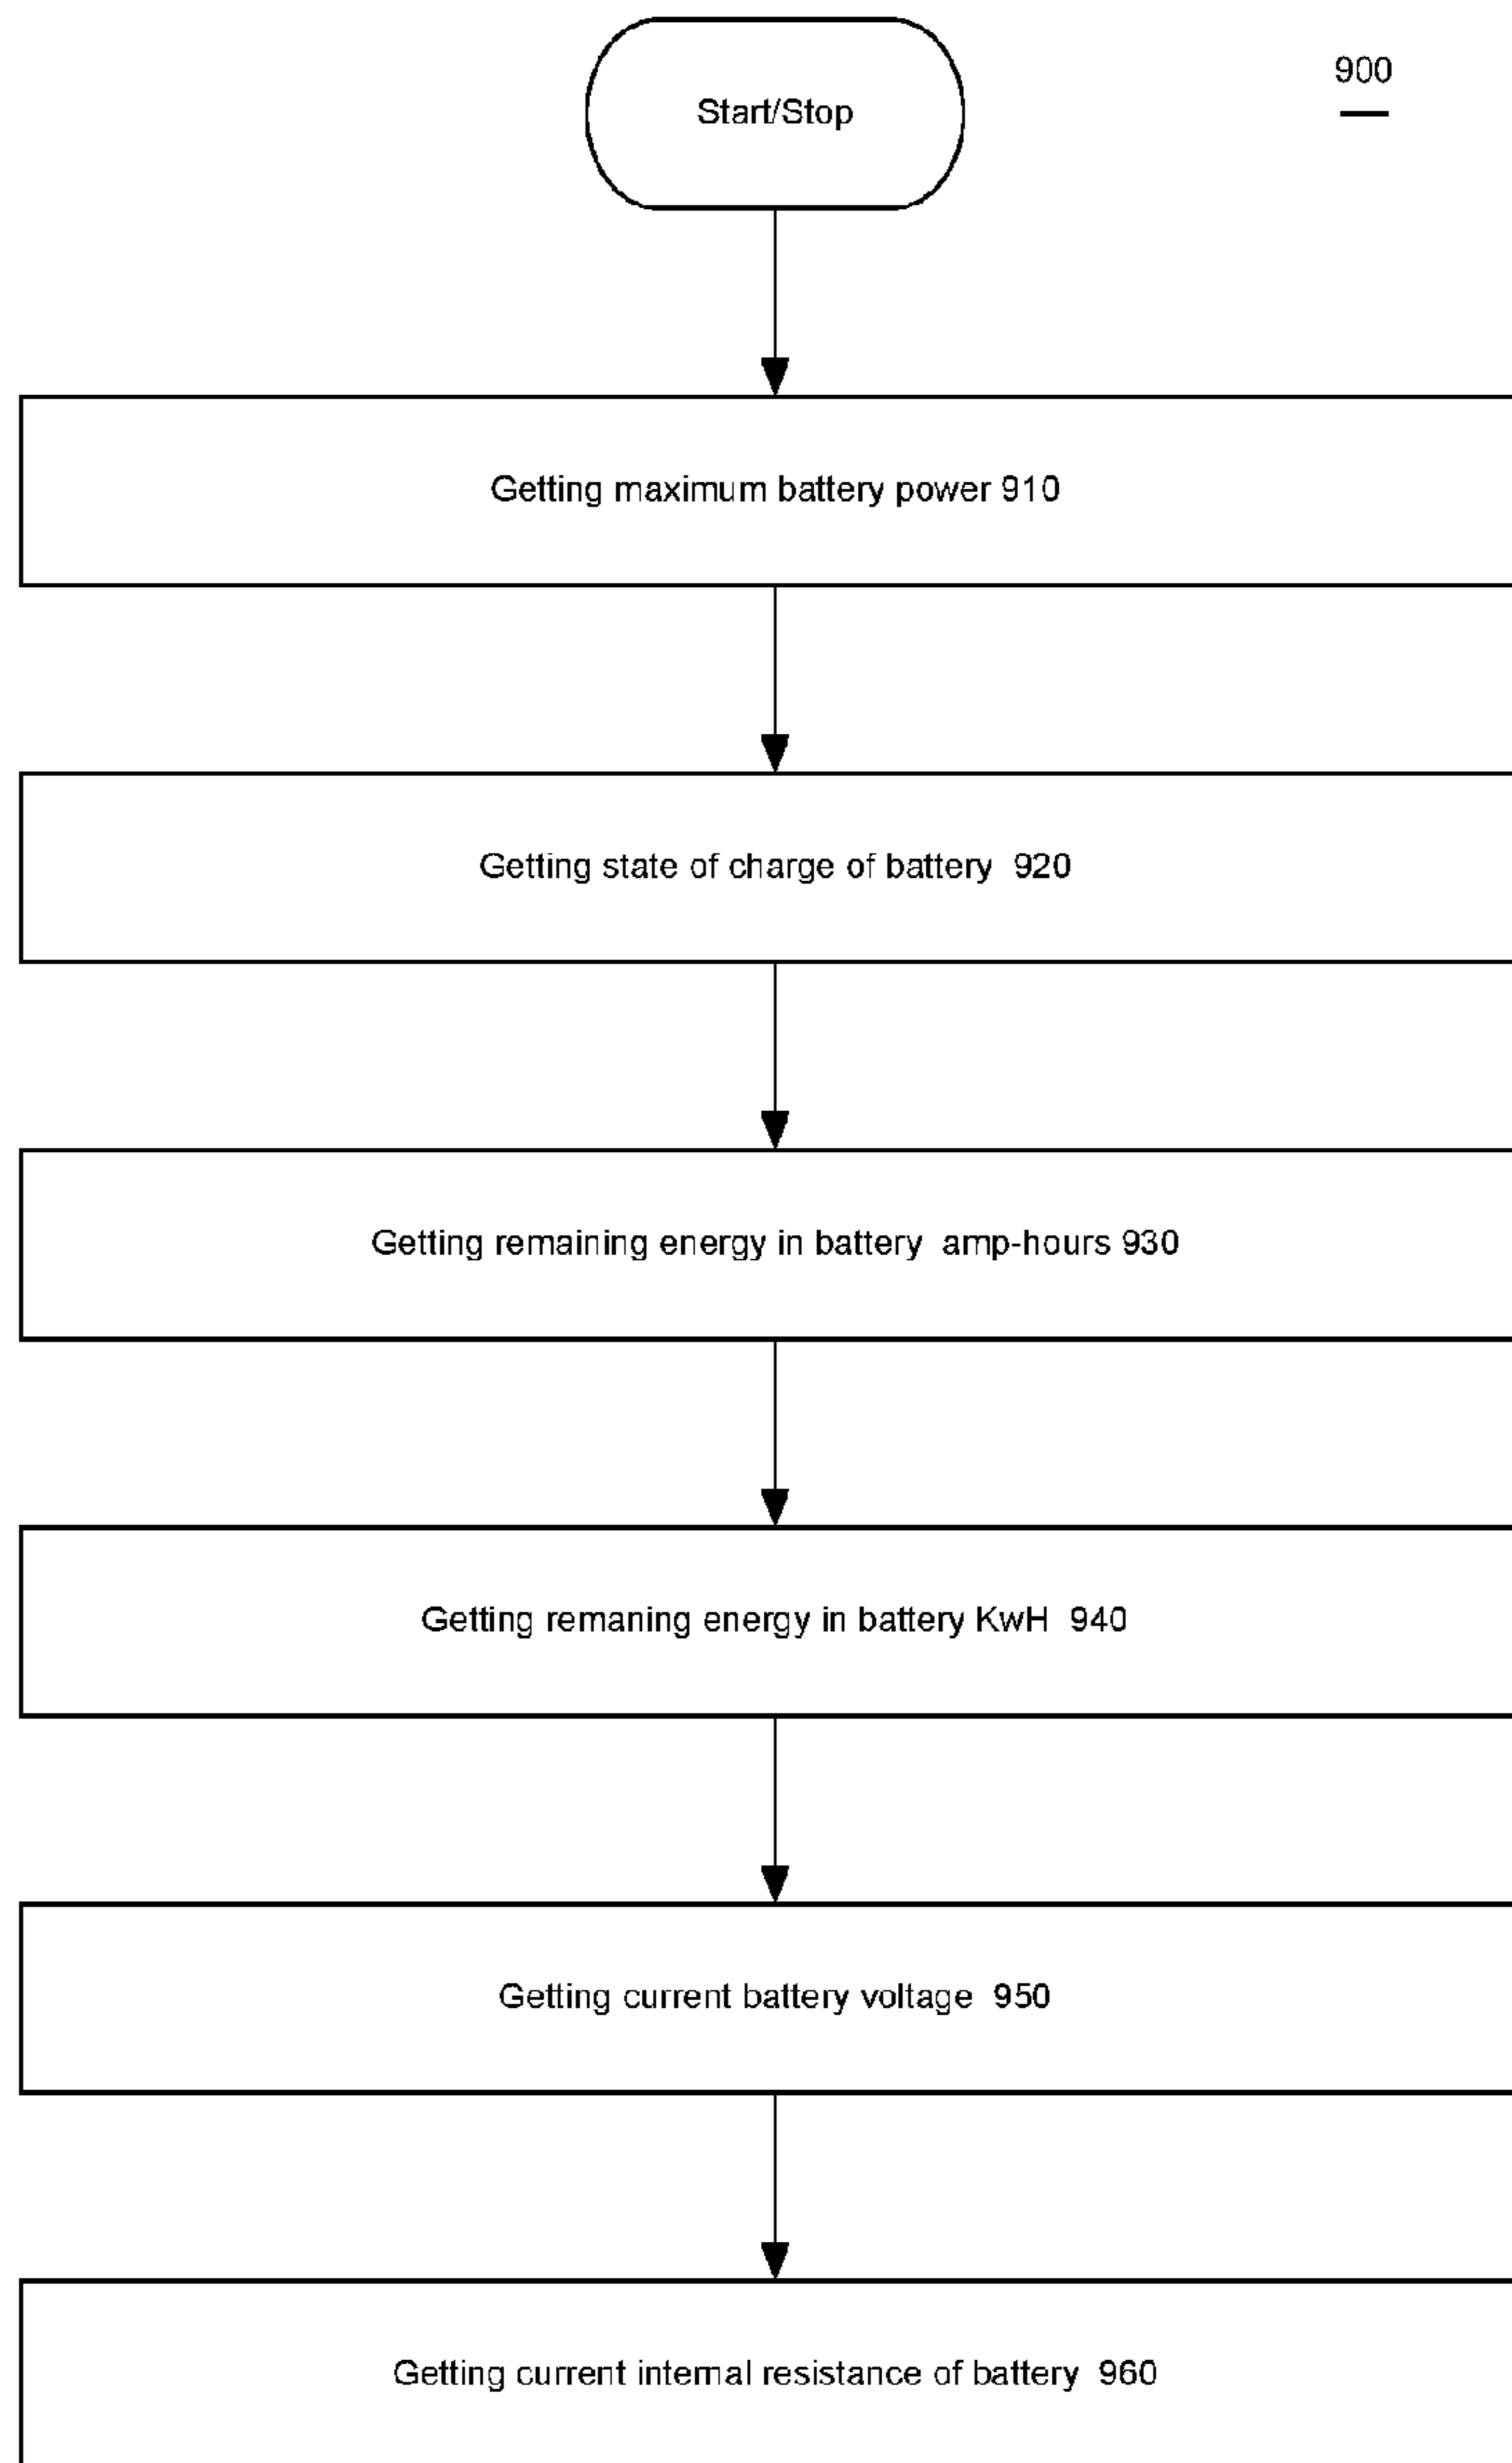 900
Start/Stop
Getting maximum battery power 910
Getting state of charge of battery 920
Getting remaining energy in battery amp-hours 930
Getting remaning energy in battery KwH 940
Getting current battery voltage 950
Getting current internal resistance of battery 960